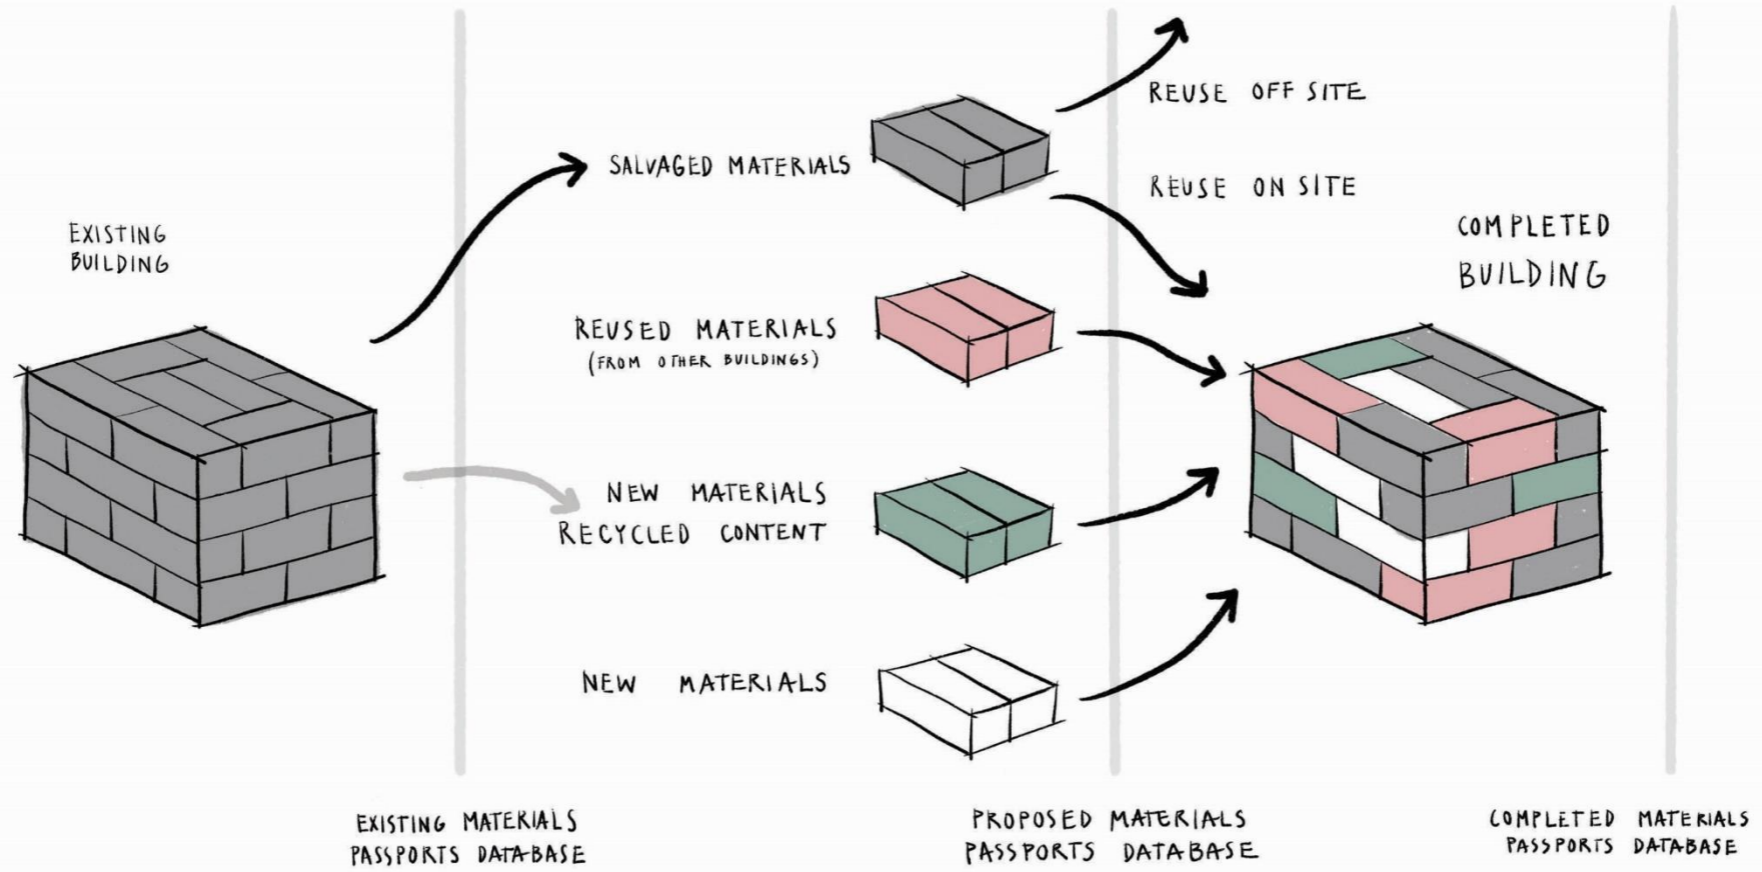 EXISTING
BUILDING
SALVAGED MATERIALS
REUSE OFF SITE
REUSE ON SITE
REUSED MATERIALS
(FROM OTHER BUILDINGS)
NEW MATERIALS
RECYCLED CONTENT
NEW MATERIALS
COMPLETED
BUILDING
EXISTING MATERIALS
PASSPORTS DATABASE
PROPOSED MATERIALS
PASSPORTS DATABASE
COMPLETED MATERIALS
PASSPORTS DATABASE